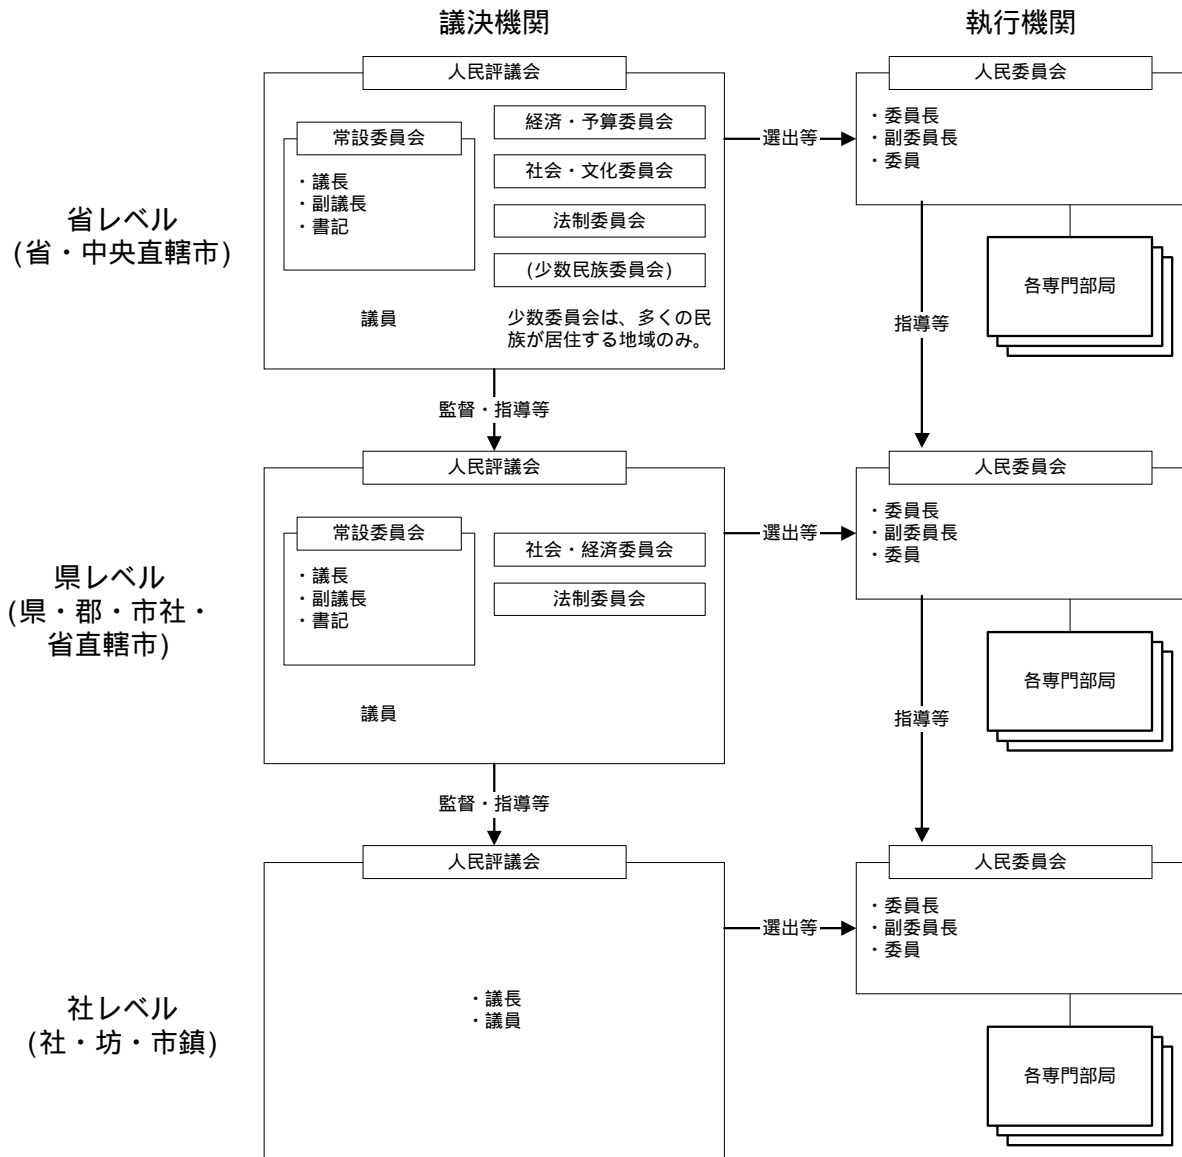 議決機関
執行機関
人民評議会
人民委員会
常設委員会
・議長
・副議長
・書記
経済・予算委員会
社会・文化委員会
法制委員会
(少数民族委員会)
議員
少数委員会は、多くの民
族が居住する地域のみ。
選出等
・委員長
・副委員長
・委員
省レベル
(省・中央直轄市)
各専門部局
指導等
監督・指導等
人民評議会
人民委員会
常設委員会
・議長
・副議長
・書記
社会・経済委員会
法制委員会
議員
選出等
・委員長
・副委員長
・委員
県レベル
(県・郡・市社・
省直轄市)
各専門部局
指導等
監督・指導等
人民評議会
人民委員会
選出等
・委員長
・副委員長
・委員
・議長
・議員
社レベル
(社・坊・市鎮)
各専門部局